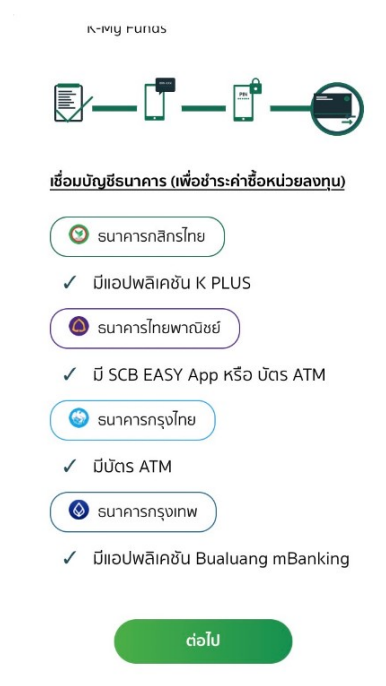 K-My Funds
PIN
เชื่อมบัญชีธนาคาร (เพื่อชำระค่าซื้อหน่วยลงทุน)
ธนาคารกสิกรไทย
✓ มีแอปพลิเคชัน K PLUS
ธนาคารไทยพาณิชย์
✓ มี SCB EASY App หรือ บัตร ATM
ธนาคารกรุงไทย
✓ มีบัตร ATM
ธนาคารกรุงเทพ
✓ มีแอปพลิเคชัน Bualuang mBanking
ต่อไป